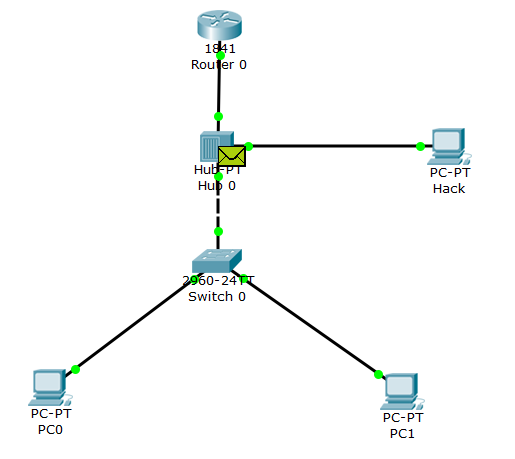 1841
Router 0
Hub-PT
Hub 0
PC-PT
Hack
2960-24TT
Switch 0
PC-PT
PC0
PC-PT
PC1